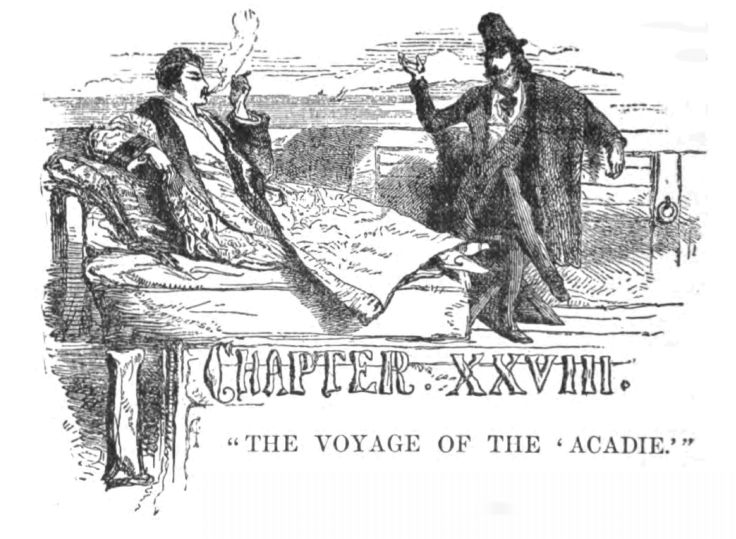 CHAPTER. XXVIII.
“THE VOYAGE OF THE ‘ACADIE.’”
I